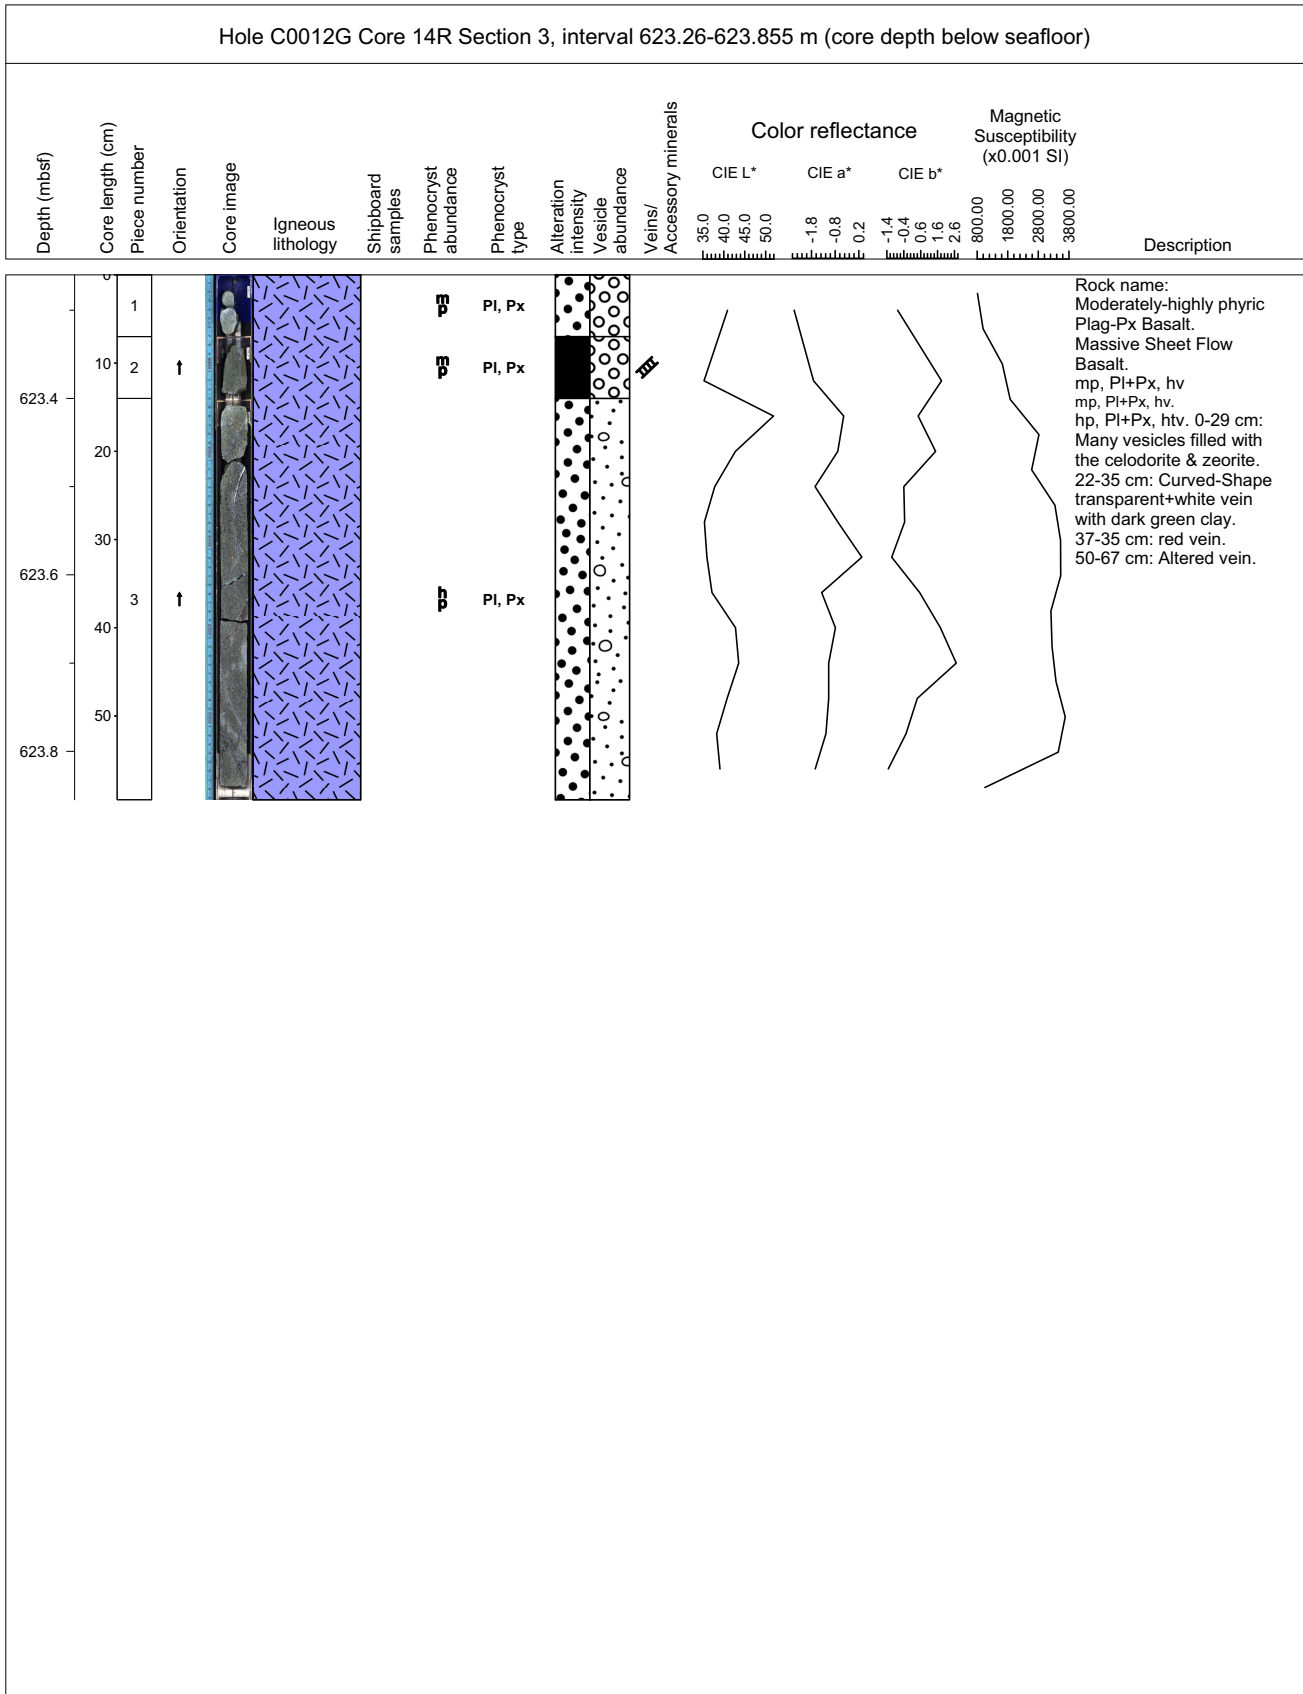 Hole C0012G Core 14R Section 3, interval 623.26-623.855 m (core depth below seafloor)
Depth (mbsf)
Core length (cm)
Piece number
Orientation
Core image
Igneous
lithology
Shipboard
samples
Phenocryst
abundance
Phenocryst
type
Alteration
intensity
Vesicle
abundance
Veins/
Accessory minerals
Color reflectance
CIE L*
35.0 40.0 45.0 50.0
CIE a*
-1.8 -0.8 0.2
CIE b*
-1.4 -0.4 0.6 1.6 2.6
Magnetic
Susceptibility
(x0.001 SI)
800.00 1800.00 2800.00 3800.00
Description
623.4
623.6
623.8
0
10
20
30
40
50
1
2
3
mp
Pl, Px
mp
Pl, Px
hp
Pl, Px
Rock name:
Moderately-highly phyric
Plag-Px Basalt.
Massive Sheet Flow
Basalt.
mp, Pl+Px, hv
mp, Pl+Px, hv.
hp, Pl+Px, htv. 0-29 cm:
Many vesicles filled with
the celodorite & zeorite.
22-35 cm: Curved-Shape
transparent+white vein
with dark green clay.
37-35 cm: red vein.
50-67 cm: Altered vein.